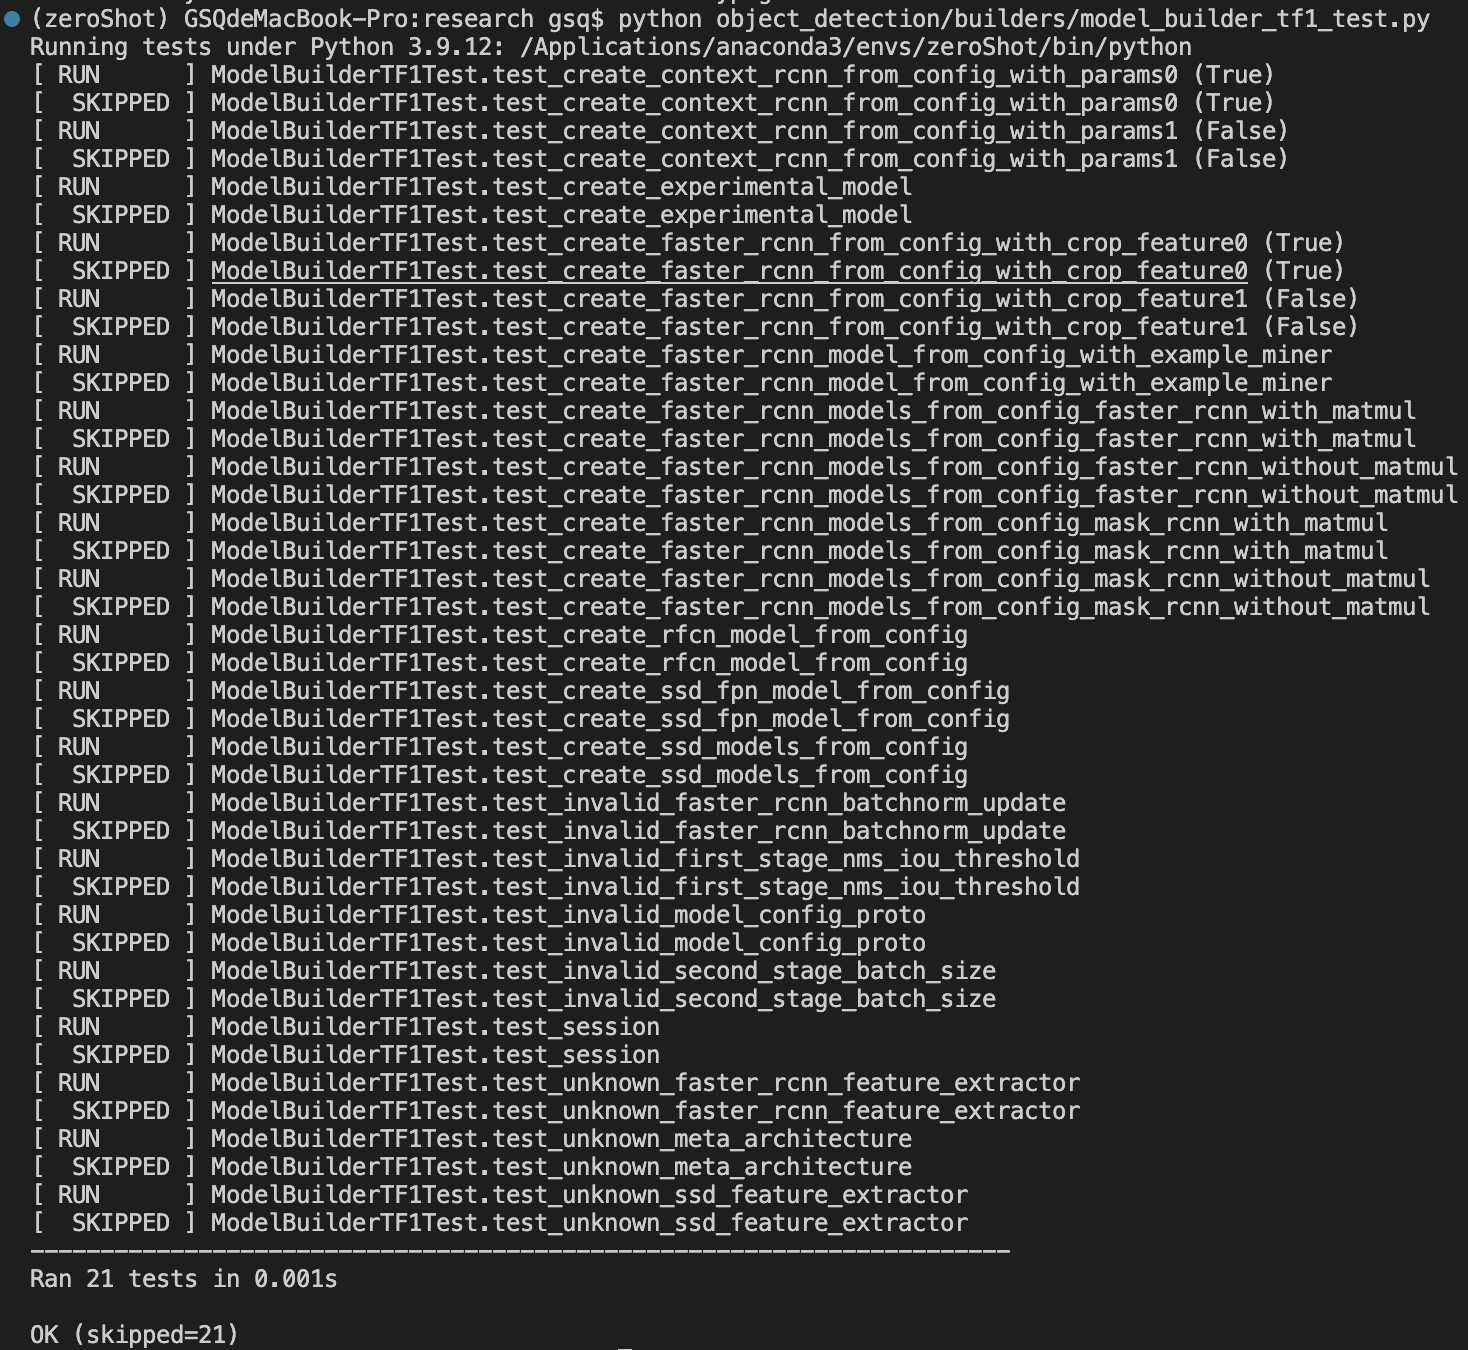 (zeroShot) GSQdeMacBook-Pro:research gsq$ python object_detection/builders/model_builder_tf1_test.py
Running tests under Python 3.9.12: /Applications/anaconda3/envs/zeroShot/bin/python
[ RUN      ] ModelBuilderTF1Test.test_create_context_rcnn_from_config_with_params0 (True)
[  SKIPPED ] ModelBuilderTF1Test.test_create_context_rcnn_from_config_with_params0 (True)
[ RUN      ] ModelBuilderTF1Test.test_create_context_rcnn_from_config_with_params1 (False)
[  SKIPPED ] ModelBuilderTF1Test.test_create_context_rcnn_from_config_with_params1 (False)
[ RUN      ] ModelBuilderTF1Test.test_create_experimental_model
[  SKIPPED ] ModelBuilderTF1Test.test_create_experimental_model
[ RUN      ] ModelBuilderTF1Test.test_create_faster_rcnn_from_config_with_crop_feature0 (True)
[  SKIPPED ] ModelBuilderTF1Test.test_create_faster_rcnn_from_config_with_crop_feature0 (True)
[ RUN      ] ModelBuilderTF1Test.test_create_faster_rcnn_from_config_with_crop_feature1 (False)
[  SKIPPED ] ModelBuilderTF1Test.test_create_faster_rcnn_from_config_with_crop_feature1 (False)
[ RUN      ] ModelBuilderTF1Test.test_create_faster_rcnn_model_from_config_with_example_miner
[  SKIPPED ] ModelBuilderTF1Test.test_create_faster_rcnn_model_from_config_with_example_miner
[ RUN      ] ModelBuilderTF1Test.test_create_faster_rcnn_models_from_config_faster_rcnn_with_matmul
[  SKIPPED ] ModelBuilderTF1Test.test_create_faster_rcnn_models_from_config_faster_rcnn_with_matmul
[ RUN      ] ModelBuilderTF1Test.test_create_faster_rcnn_models_from_config_faster_rcnn_without_matmul
[  SKIPPED ] ModelBuilderTF1Test.test_create_faster_rcnn_models_from_config_faster_rcnn_without_matmul
[ RUN      ] ModelBuilderTF1Test.test_create_faster_rcnn_models_from_config_mask_rcnn_with_matmul
[  SKIPPED ] ModelBuilderTF1Test.test_create_faster_rcnn_models_from_config_mask_rcnn_with_matmul
[ RUN      ] ModelBuilderTF1Test.test_create_faster_rcnn_models_from_config_mask_rcnn_without_matmul
[  SKIPPED ] ModelBuilderTF1Test.test_create_faster_rcnn_models_from_config_mask_rcnn_without_matmul
[ RUN      ] ModelBuilderTF1Test.test_create_rfcn_model_from_config
[  SKIPPED ] ModelBuilderTF1Test.test_create_rfcn_model_from_config
[ RUN      ] ModelBuilderTF1Test.test_create_ssd_fpn_model_from_config
[  SKIPPED ] ModelBuilderTF1Test.test_create_ssd_fpn_model_from_config
[ RUN      ] ModelBuilderTF1Test.test_create_ssd_models_from_config
[  SKIPPED ] ModelBuilderTF1Test.test_create_ssd_models_from_config
[ RUN      ] ModelBuilderTF1Test.test_invalid_faster_rcnn_batchnorm_update
[  SKIPPED ] ModelBuilderTF1Test.test_invalid_faster_rcnn_batchnorm_update
[ RUN      ] ModelBuilderTF1Test.test_invalid_first_stage_nms_iou_threshold
[  SKIPPED ] ModelBuilderTF1Test.test_invalid_first_stage_nms_iou_threshold
[ RUN      ] ModelBuilderTF1Test.test_invalid_model_config_proto
[  SKIPPED ] ModelBuilderTF1Test.test_invalid_model_config_proto
[ RUN      ] ModelBuilderTF1Test.test_invalid_second_stage_batch_size
[  SKIPPED ] ModelBuilderTF1Test.test_invalid_second_stage_batch_size
[ RUN      ] ModelBuilderTF1Test.test_session
[  SKIPPED ] ModelBuilderTF1Test.test_session
[ RUN      ] ModelBuilderTF1Test.test_unknown_faster_rcnn_feature_extractor
[  SKIPPED ] ModelBuilderTF1Test.test_unknown_faster_rcnn_feature_extractor
[ RUN      ] ModelBuilderTF1Test.test_unknown_meta_architecture
[  SKIPPED ] ModelBuilderTF1Test.test_unknown_meta_architecture
[ RUN      ] ModelBuilderTF1Test.test_unknown_ssd_feature_extractor
[  SKIPPED ] ModelBuilderTF1Test.test_unknown_ssd_feature_extractor
----------------------------------------------------------------------
Ran 21 tests in 0.001s
OK (skipped=21)